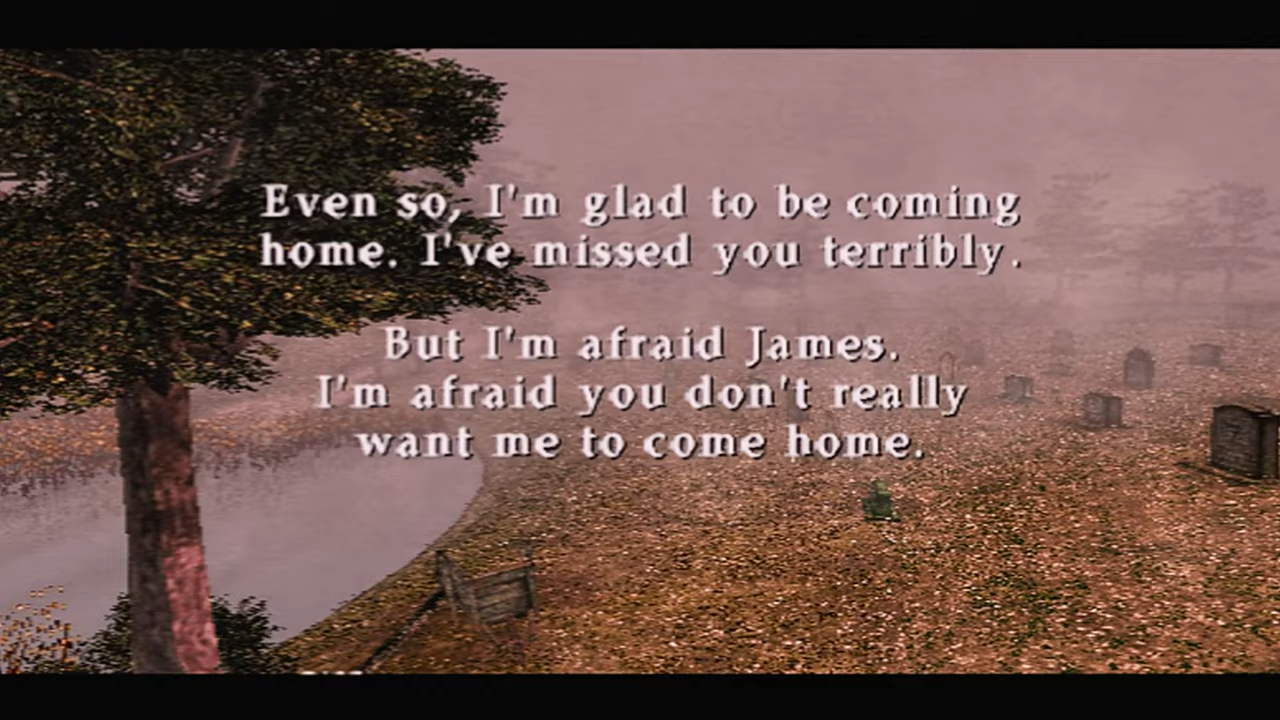 Even so, I'm glad to be coming
home. I've missed you terribly.
But I'm afraid James.
I'm afraid you don't really
want me to come home.